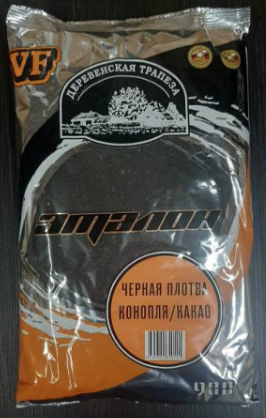 VF
ДЕРЕВЕНСКАЯ ТРАПЕЗА
ЭТАЛОН
ЧЕРНАЯ ПЛОТВА
КОНОПЛЯ/КАКАО
900